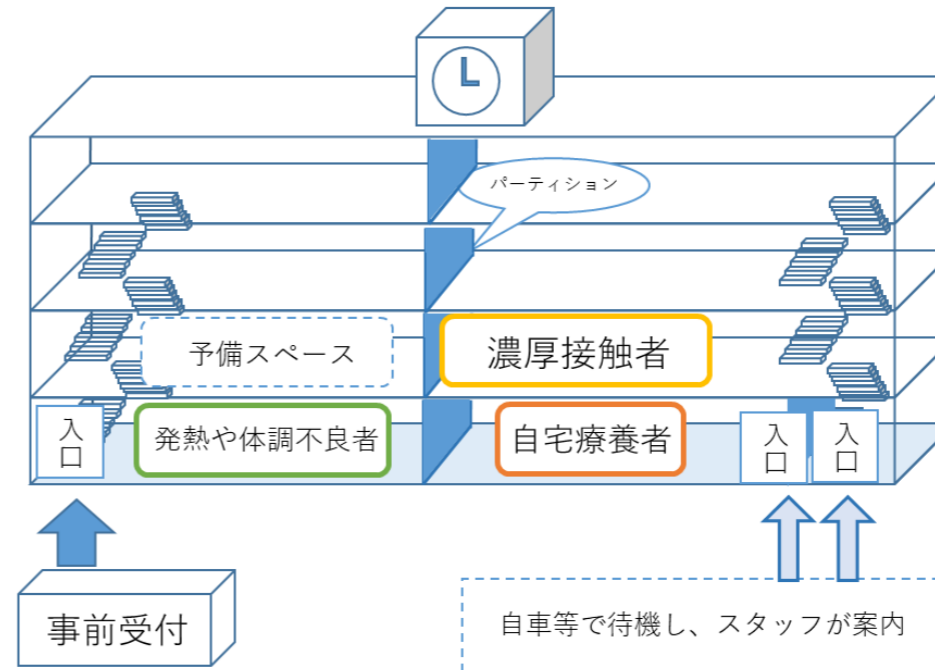 パーティション
予備スペース
濃厚接触者
入口
発熱や体調不良者
自宅療養者
入口
入口
事前受付
自車等で待機し、スタッフが案内